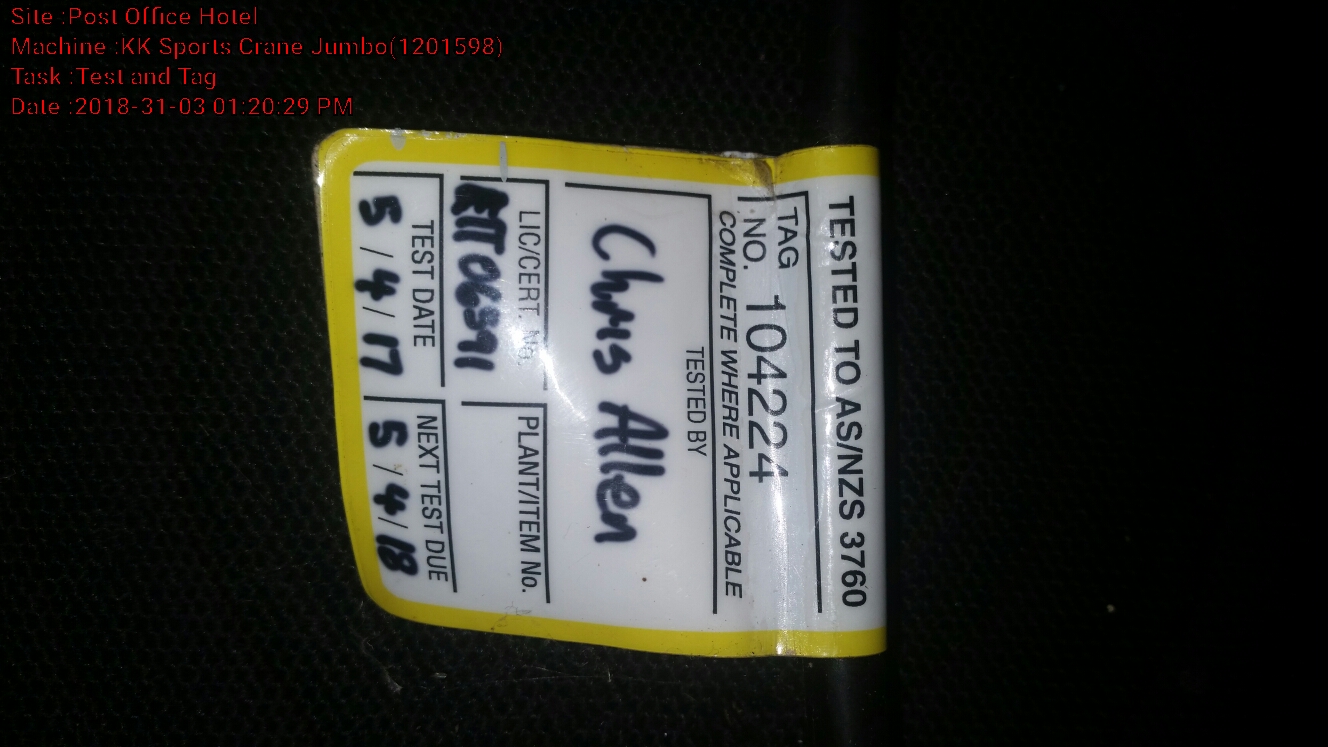 Site :Post Office Hotel
Machine :KK Sports Crane Jumbo(1201598)
Task :Test and Tag
Date :2018-31-03 01:20:29 PM
TESTED TO AS/NZS 3760
TAG
NO. 104224
COMPLETE WHERE APPLICABLE
TESTED BY
Chris Allen
LIC/CERT. No.
PLANT/ITEM No.
TEST DATE
5/4/17
NEXT TEST DUE
5/4/18